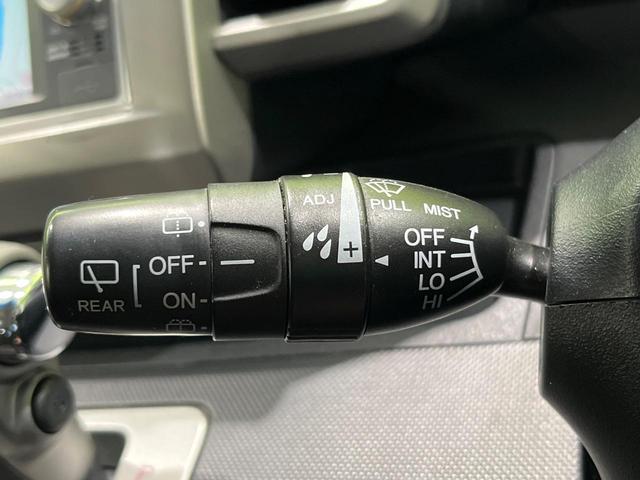 ADJ
PULL
MIST
OFF
INT
LO
HI
+
OFF
REAR
ON